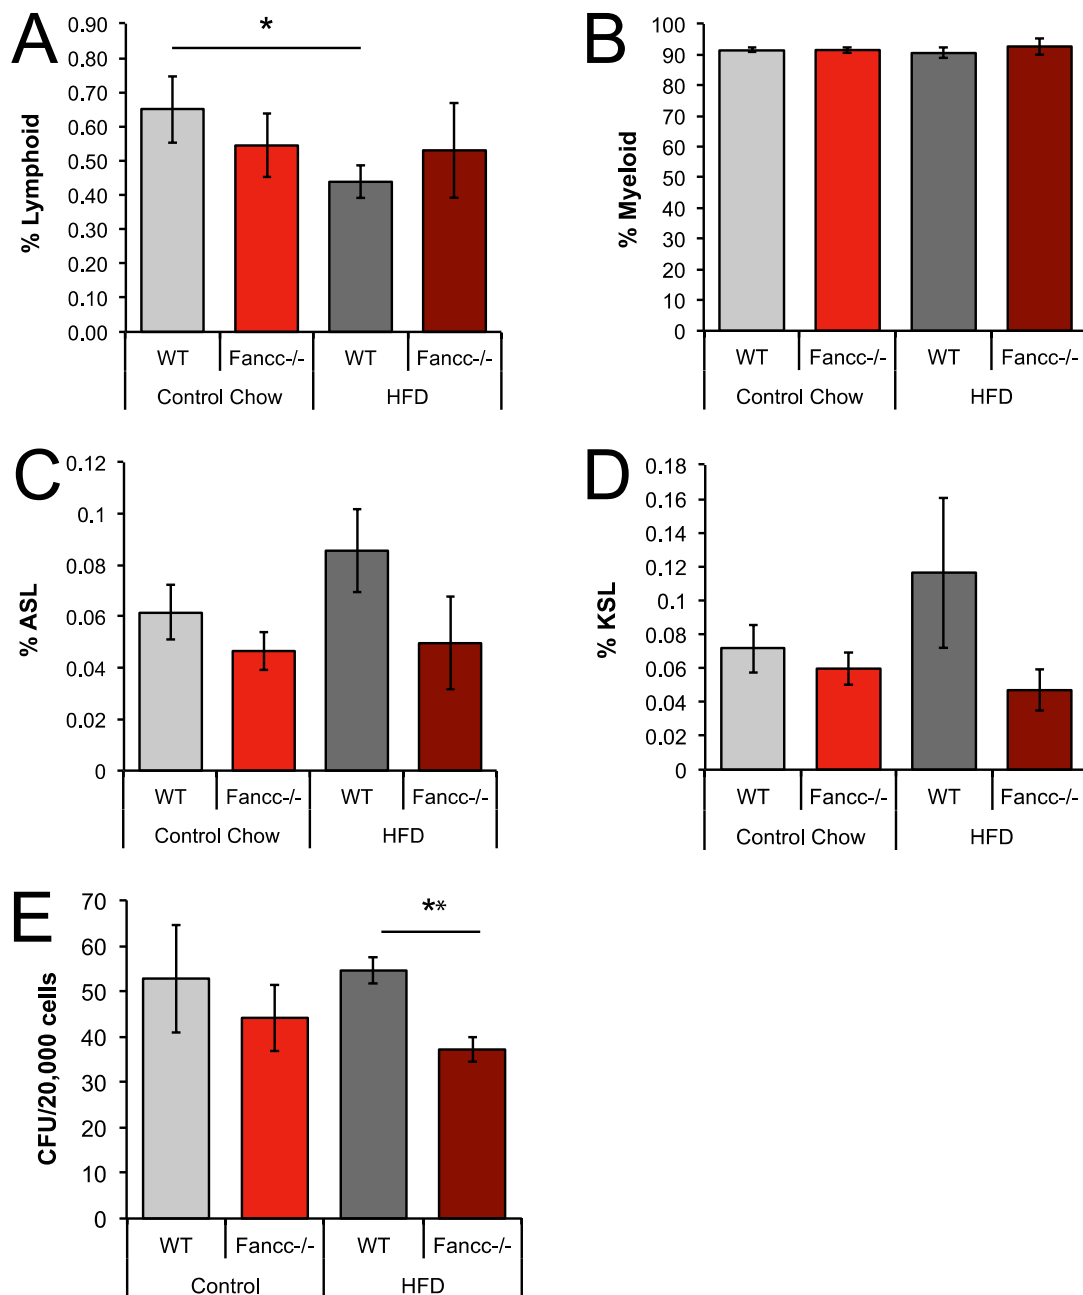 A
% Lymphoid
0.90
0.80
0.70
0.60
0.50
0.40
0.30
0.20
0.10
0.00
*
WT Fancc-/- WT Fancc-/-
Control Chow HFD
B
% Myeloid
100
90
80
70
60
50
40
30
20
10
0
WT Fancc-/- WT Fancc-/-
Control Chow HFD
C
% ASL
0.12
0.1
0.08
0.06
0.04
0.02
0
WT Fancc-/- WT Fancc-/-
Control Chow HFD
D
% KSL
0.18
0.16
0.14
0.12
0.1
0.08
0.06
0.04
0.02
0
WT Fancc-/- WT Fancc-/-
Control Chow HFD
E
CFU/20,000 cells
70
60
50
40
30
20
10
0
**
WT Fancc-/- WT Fancc-/-
Control HFD